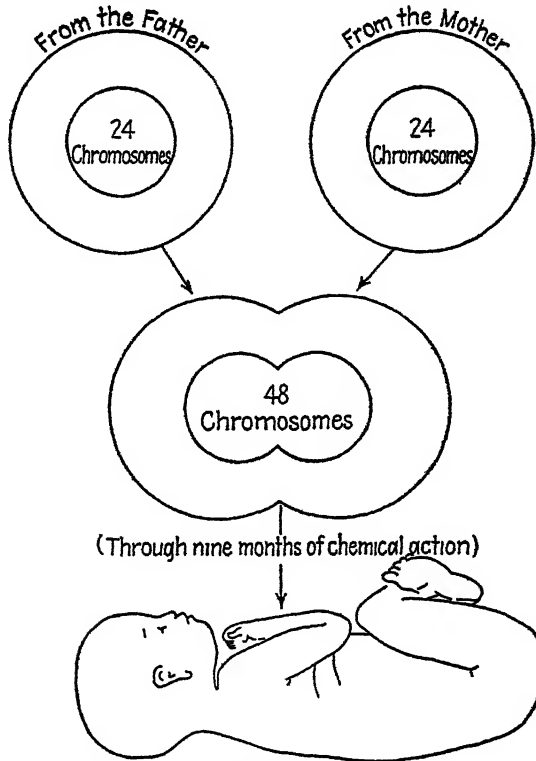 From the Father
From the Mother
24
Chromosomes
24
Chromosomes
48
Chromosomes
(Through nine months of chemical action)